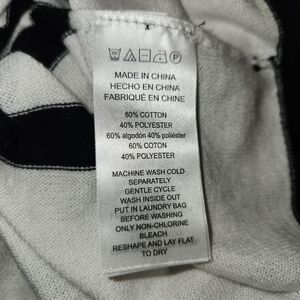 MADE IN CHINA
HECHO EN CHINA
FABRIQUÉ EN CHINE
60% COTTON
40% POLYESTER
60% algodón 40% poliéster
60% COTON
40% POLYESTER
MACHINE WASH COLD
SEPARATELY
GENTLE CYCLE
WASH INSIDE OUT
PUT IN LAUNDRY BAG
BEFORE WASHING
ONLY NON-CHLORINE
BLEACH
RESHAPE AND LAY FLAT
TO DRY